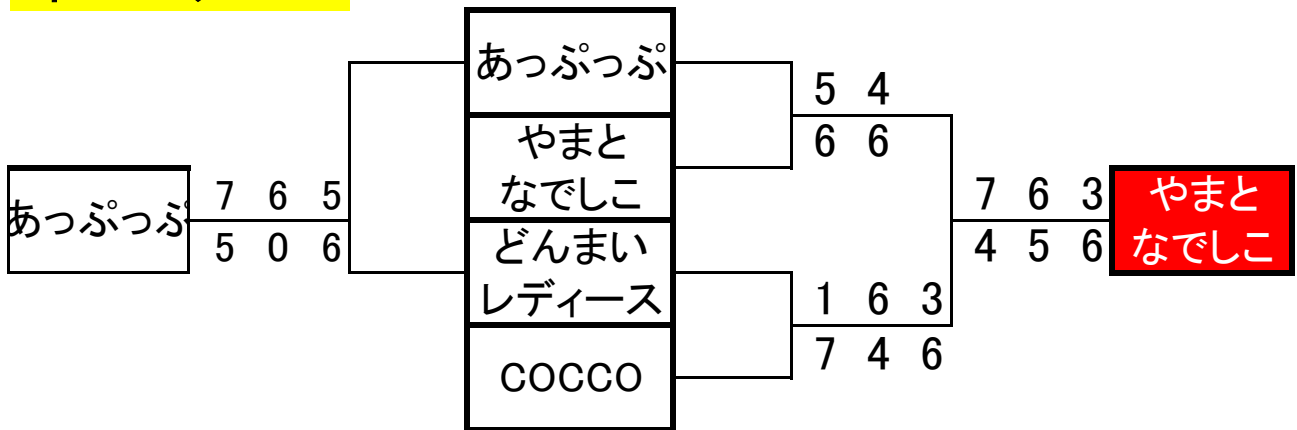 あっぷっぷ
5 4
6 6
やまと
なでしこ
あっぷっぷ
7 6 5
5 0 6
7 6 3
4 5 6
やまと
なでしこ
どんまい
レディース
1 6 3
7 4 6
COCCO